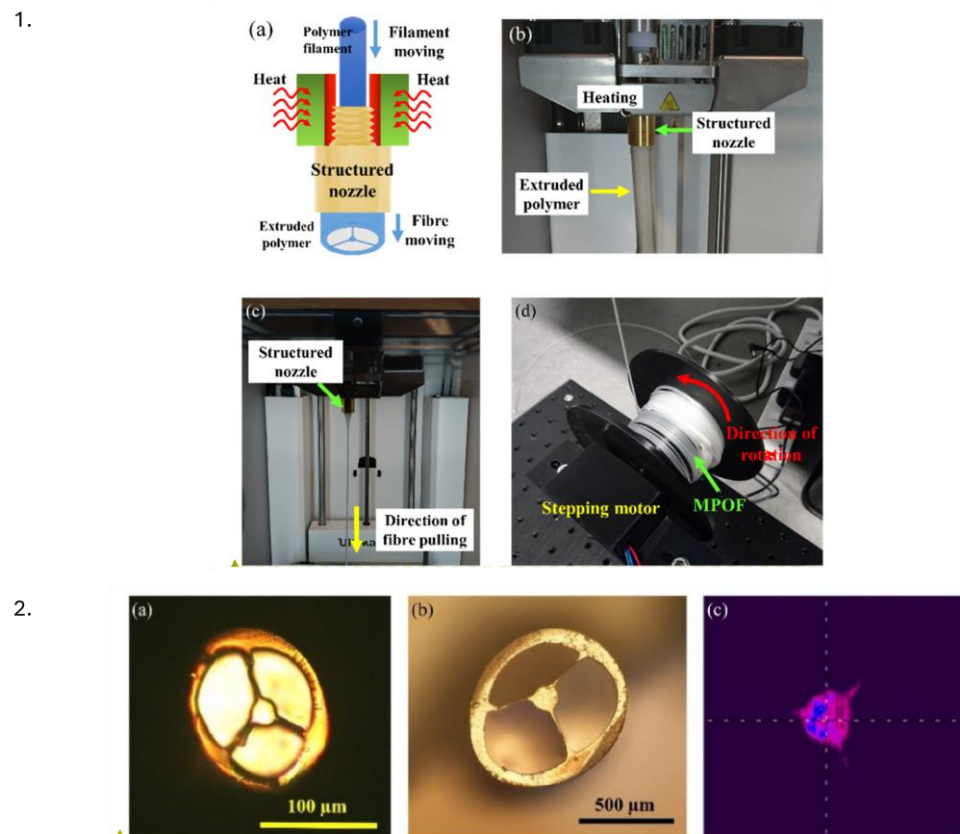 1.
(a)
Polymer
filament
Filament
moving
Heat
Heat
Structured
nozzle
Extruded
polymer
Fibre
moving
(b)
Heating
Structured
nozzle
Extruded
polymer
(c)
Structured
nozzle
Direction of
fibre pulling
(d)
Direction of
rotation
MPOF
Stepping motor
2.
(a)
100 μm
(b)
500 μm
(c)